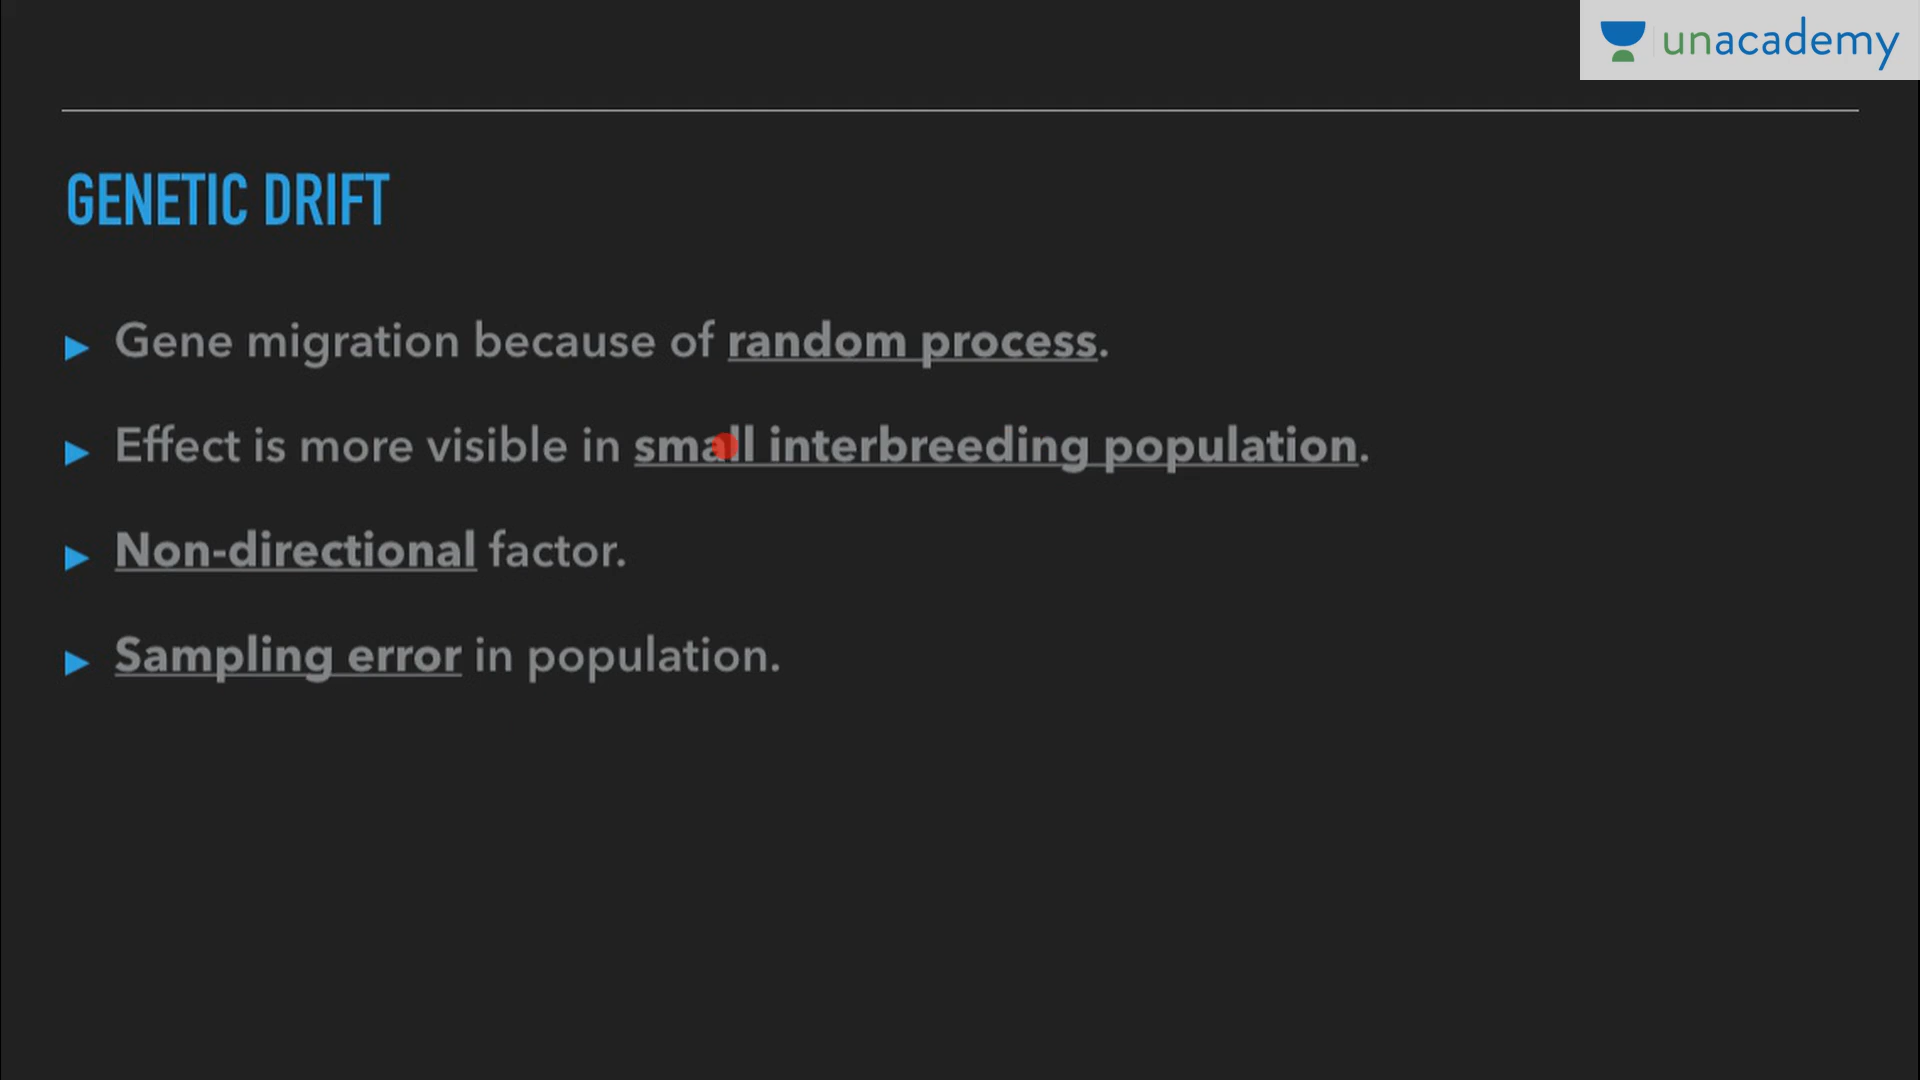 unacademy
GENETIC DRIFT
Gene migration because of random process.
Effect is more visible in small interbreeding population.
Non-directional factor.
Sampling error in population.